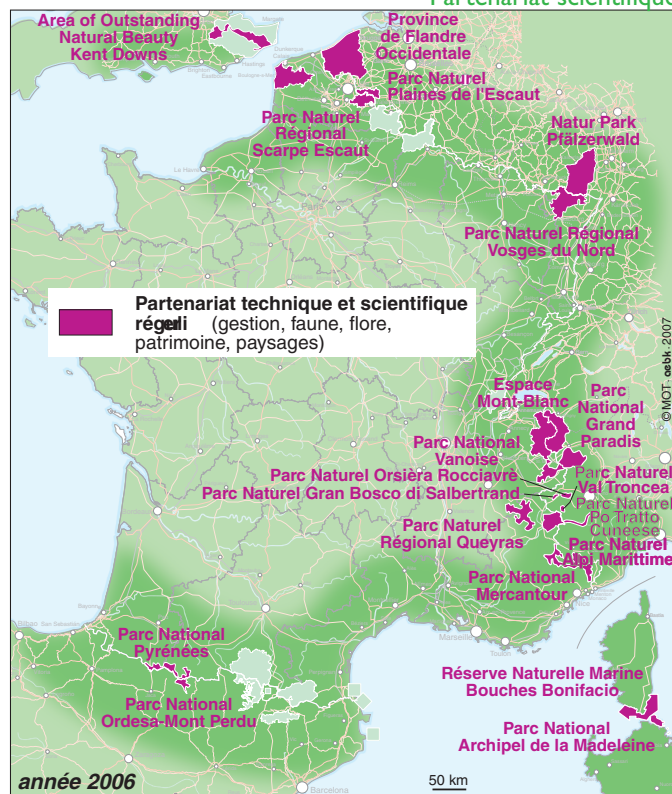 Partenariat scientifique
Area of Outstanding
Natural Beauty
Kent Downs
Province
de Flandre
Occidentale
Parc Naturel
Plaines de l'Escaut
Parc Naturel
Régional
Scarpe Escaut
Natur Park
Pfälzerwald
Paris
Parc Naturel Régional
Vosges du Nord
Partenariat technique et scientifique
(gestion, faune, flore,
patrimoine, paysages)
© MOT - 2007
Espace
Mont-Blanc
Parc
National
Grand
Paradis
Parc National
Vanoise
Parc Naturel Orsièra Rocciavrè
Parc Naturel Gran Bosco di Salbertrand
Parc Naturel
Val Troncea
Parc Naturel
Po Tratto
Cuneese
Parc Naturel
Régional Queyras
Parc Naturel
Alpi Marittime
Parc National
Mercantour
Nice
Marseille
Toulon
Parc National
Pyrénées
Parc National
Ordesa-Mont Perdu
Réserve Naturelle Marine
Bouches Bonifacio
Parc National
Archipel de la Madeleine
année 2006
50 km
Barcelona